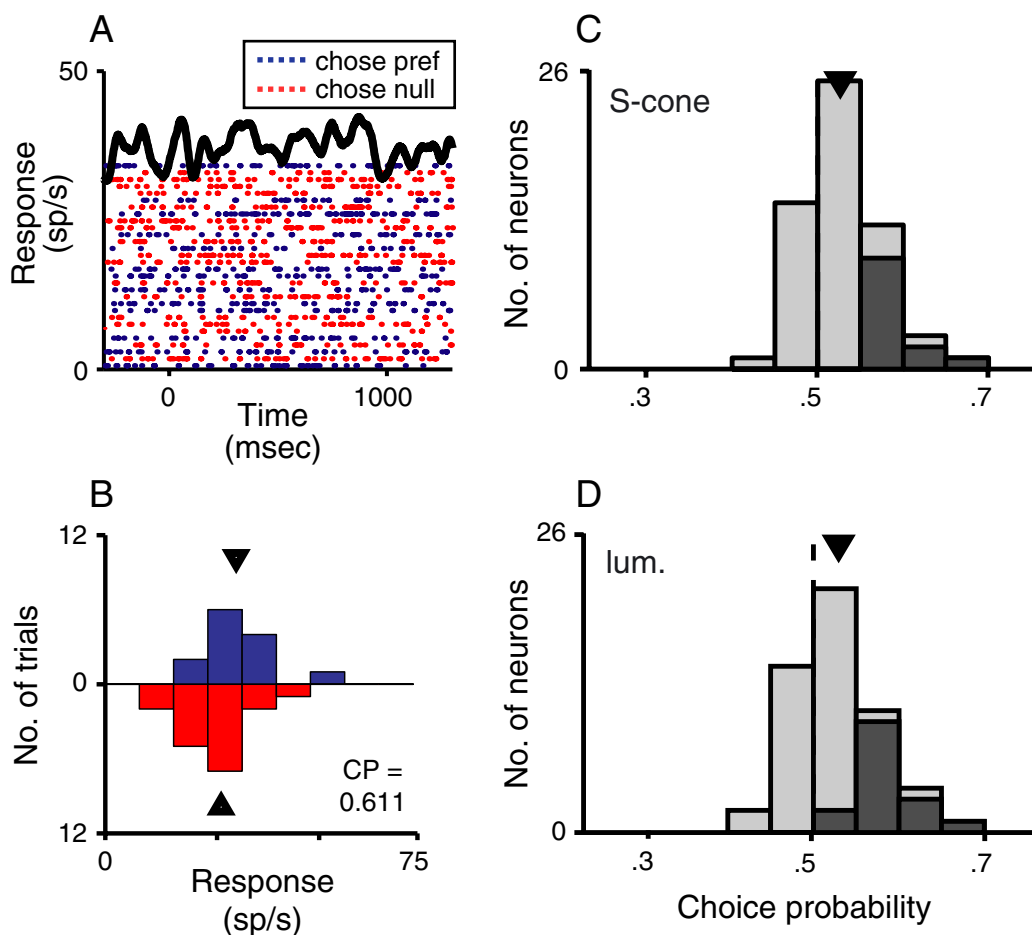 A
50
chose pref
chose null
Response
(sp/s)
0
0
1000
Time
(msec)
B
12
No. of trials
0
CP =
0.611
12
0
75
Response
(sp/s)
C
26
S-cone
No. of neurons
0
.3
.5
.7
D
26
lum.
No. of neurons
0
.3
.5
.7
Choice probability